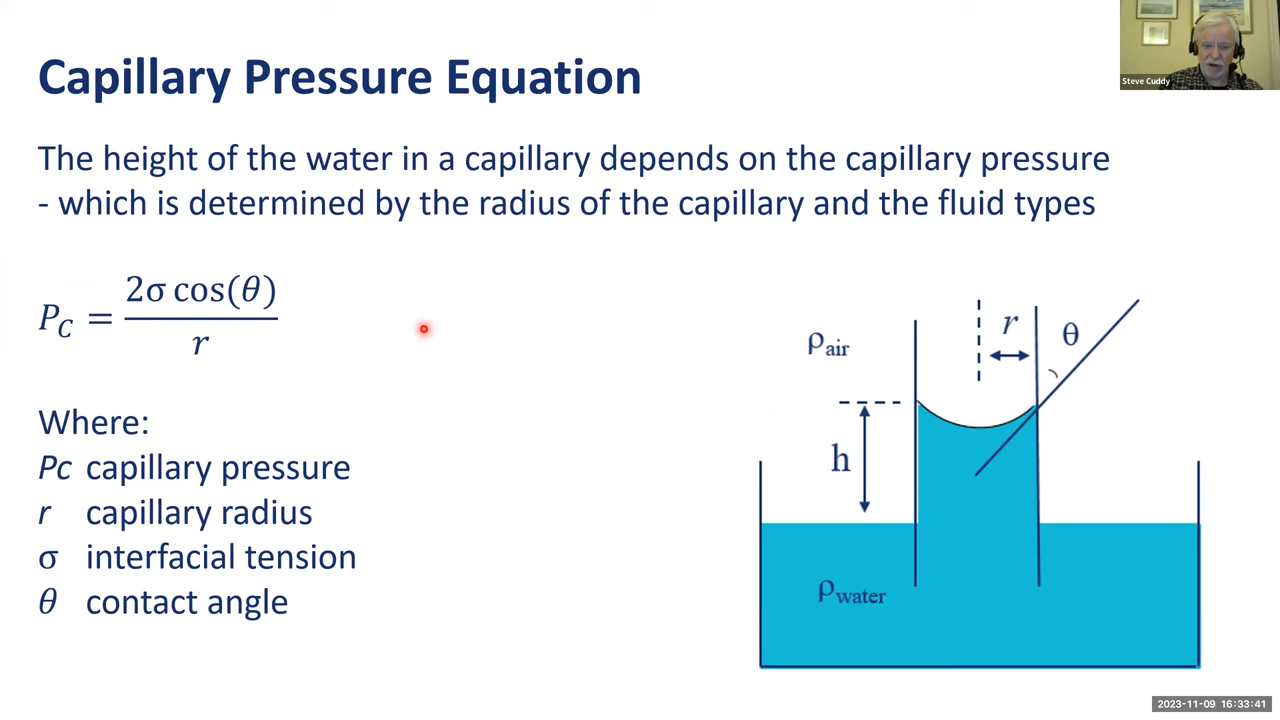 Capillary Pressure Equation
Steve Cuddy
The height of the water in a capillary depends on the capillary pressure
- which is determined by the radius of the capillary and the fluid types
P_C = 2σ cos(θ) / r
Where:
Pc capillary pressure
r capillary radius
σ interfacial tension
θ contact angle
ρair
r
θ
h
ρwater
2023-11-09 16:33:41